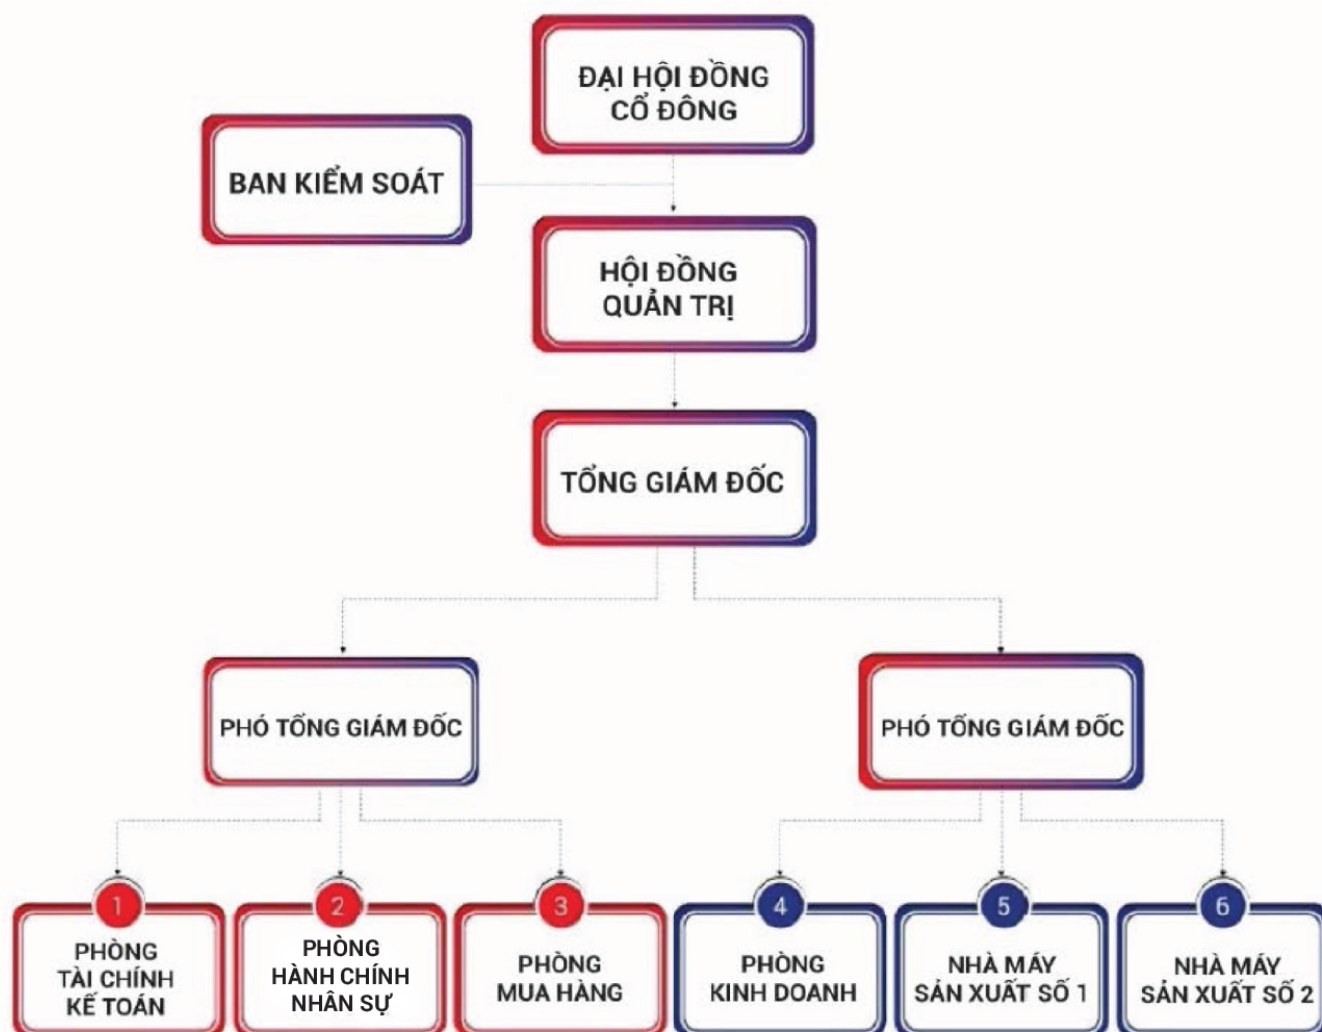 ĐẠI HỘI ĐỒNG
CỔ ĐÔNG
BAN KIỂM SOÁT
HỘI ĐỒNG
QUẢN TRỊ
TỔNG GIÁM ĐỐC
PHÓ TỔNG GIÁM ĐỐC
PHÓ TỔNG GIÁM ĐỐC
1
PHÒNG
TÀI CHÍNH
KẾ TOÁN
2
PHÒNG
HÀNH CHÍNH
NHÂN SỰ
3
PHÒNG
MUA HÀNG
4
PHÒNG
KINH DOANH
5
NHÀ MÁY
SẢN XUẤT SỐ 1
6
NHÀ MÁY
SẢN XUẤT SỐ 2